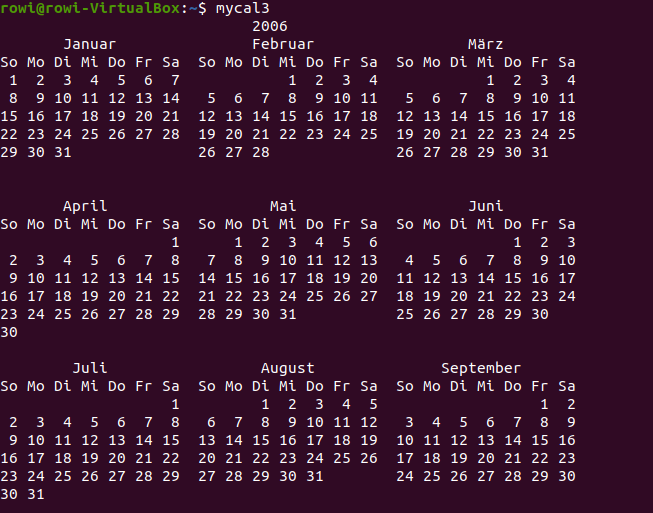 rowi@rowi-VirtualBox:~$ mycal3
                            2006
       Januar               Februar                 März
So Mo Di Mi Do Fr Sa  So Mo Di Mi Do Fr Sa  So Mo Di Mi Do Fr Sa
 1  2  3  4  5  6  7            1  2  3  4            1  2  3  4
 8  9 10 11 12 13 14   5  6  7  8  9 10 11   5  6  7  8  9 10 11
15 16 17 18 19 20 21  12 13 14 15 16 17 18  12 13 14 15 16 17 18
22 23 24 25 26 27 28  19 20 21 22 23 24 25  19 20 21 22 23 24 25
29 30 31              26 27 28              26 27 28 29 30 31
       April                  Mai                   Juni
So Mo Di Mi Do Fr Sa  So Mo Di Mi Do Fr Sa  So Mo Di Mi Do Fr Sa
                   1      1  2  3  4  5  6               1  2  3
 2  3  4  5  6  7  8   7  8  9 10 11 12 13   4  5  6  7  8  9 10
 9 10 11 12 13 14 15  14 15 16 17 18 19 20  11 12 13 14 15 16 17
16 17 18 19 20 21 22  21 22 23 24 25 26 27  18 19 20 21 22 23 24
23 24 25 26 27 28 29  28 29 30 31           25 26 27 28 29 30
30
        Juli                 August              September
So Mo Di Mi Do Fr Sa  So Mo Di Mi Do Fr Sa  So Mo Di Mi Do Fr Sa
                   1         1  2  3  4  5                  1  2
 2  3  4  5  6  7  8   6  7  8  9 10 11 12   3  4  5  6  7  8  9
 9 10 11 12 13 14 15  13 14 15 16 17 18 19  10 11 12 13 14 15 16
16 17 18 19 20 21 22  20 21 22 23 24 25 26  17 18 19 20 21 22 23
23 24 25 26 27 28 29  27 28 29 30 31        24 25 26 27 28 29 30
30 31